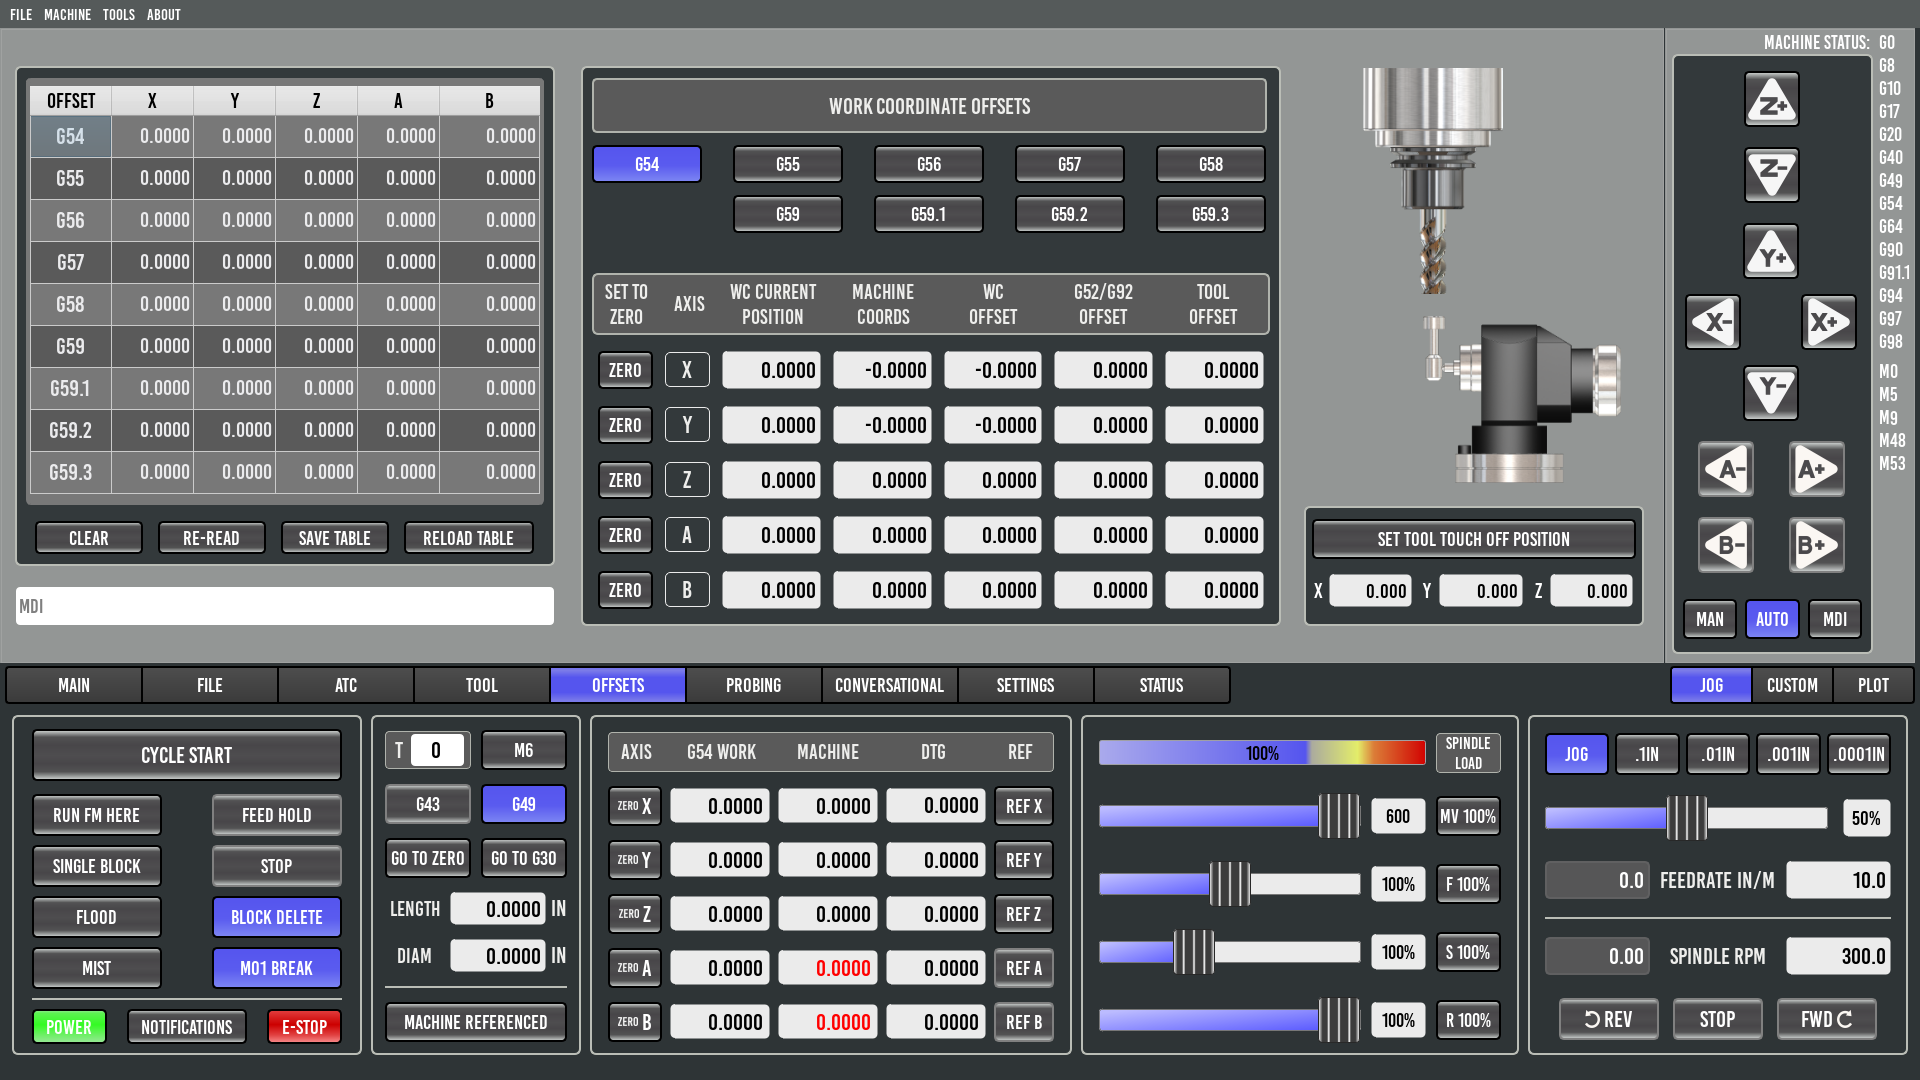 FILE MACHINE TOOLS ABOUT
MACHINE STATUS: G0
G8
G10
G17
G20
G40
G49
G54
G64
G90
G91.1
G94
G97
G98
M0
M5
M9
M48
M53
OFFSET X Y Z A B
G54 0.0000 0.0000 0.0000 0.0000 0.0000
G55 0.0000 0.0000 0.0000 0.0000 0.0000
G56 0.0000 0.0000 0.0000 0.0000 0.0000
G57 0.0000 0.0000 0.0000 0.0000 0.0000
G58 0.0000 0.0000 0.0000 0.0000 0.0000
G59 0.0000 0.0000 0.0000 0.0000 0.0000
G59.1 0.0000 0.0000 0.0000 0.0000 0.0000
G59.2 0.0000 0.0000 0.0000 0.0000 0.0000
G59.3 0.0000 0.0000 0.0000 0.0000 0.0000
CLEAR RE-READ SAVE TABLE RELOAD TABLE
MDI
WORK COORDINATE OFFSETS
G54 G55 G56 G57 G58
G59 G59.1 G59.2 G59.3
SET TO ZERO AXIS WC CURRENT POSITION MACHINE COORDS WC OFFSET G52/G92 OFFSET TOOL OFFSET
ZERO X 0.0000 -0.0000 -0.0000 0.0000 0.0000
ZERO Y 0.0000 -0.0000 -0.0000 0.0000 0.0000
ZERO Z 0.0000 0.0000 0.0000 0.0000 0.0000
ZERO A 0.0000 0.0000 0.0000 0.0000 0.0000
ZERO B 0.0000 0.0000 0.0000 0.0000 0.0000
SET TOOL TOUCH OFF POSITION
X 0.000 Y 0.000 Z 0.000
Z+
Z-
Y+
X- X+
Y-
A- A+
B- B+
MAN AUTO MDI
MAIN FILE ATC TOOL OFFSETS PROBING CONVERSATIONAL SETTINGS STATUS
JOG CUSTOM PLOT
CYCLE START
RUN FM HERE FEED HOLD
SINGLE BLOCK STOP
FLOOD BLOCK DELETE
MIST M01 BREAK
POWER NOTIFICATIONS E-STOP
T 0 M6
G43 G49
GO TO ZERO GO TO G30
LENGTH 0.0000 IN
DIAM 0.0000 IN
MACHINE REFERENCED
AXIS G54 WORK MACHINE DTG REF
ZERO X 0.0000 0.0000 0.0000 REF X
ZERO Y 0.0000 0.0000 0.0000 REF Y
ZERO Z 0.0000 0.0000 0.0000 REF Z
ZERO A 0.0000 0.0000 0.0000 REF A
ZERO B 0.0000 0.0000 0.0000 REF B
100% SPINDLE LOAD
600 MV 100%
100% F 100%
100% S 100%
100% R 100%
JOG .1IN .01IN .001IN .0001IN
50%
0.0 FEEDRATE IN/M 10.0
0.00 SPINDLE RPM 300.0
REV STOP FWD